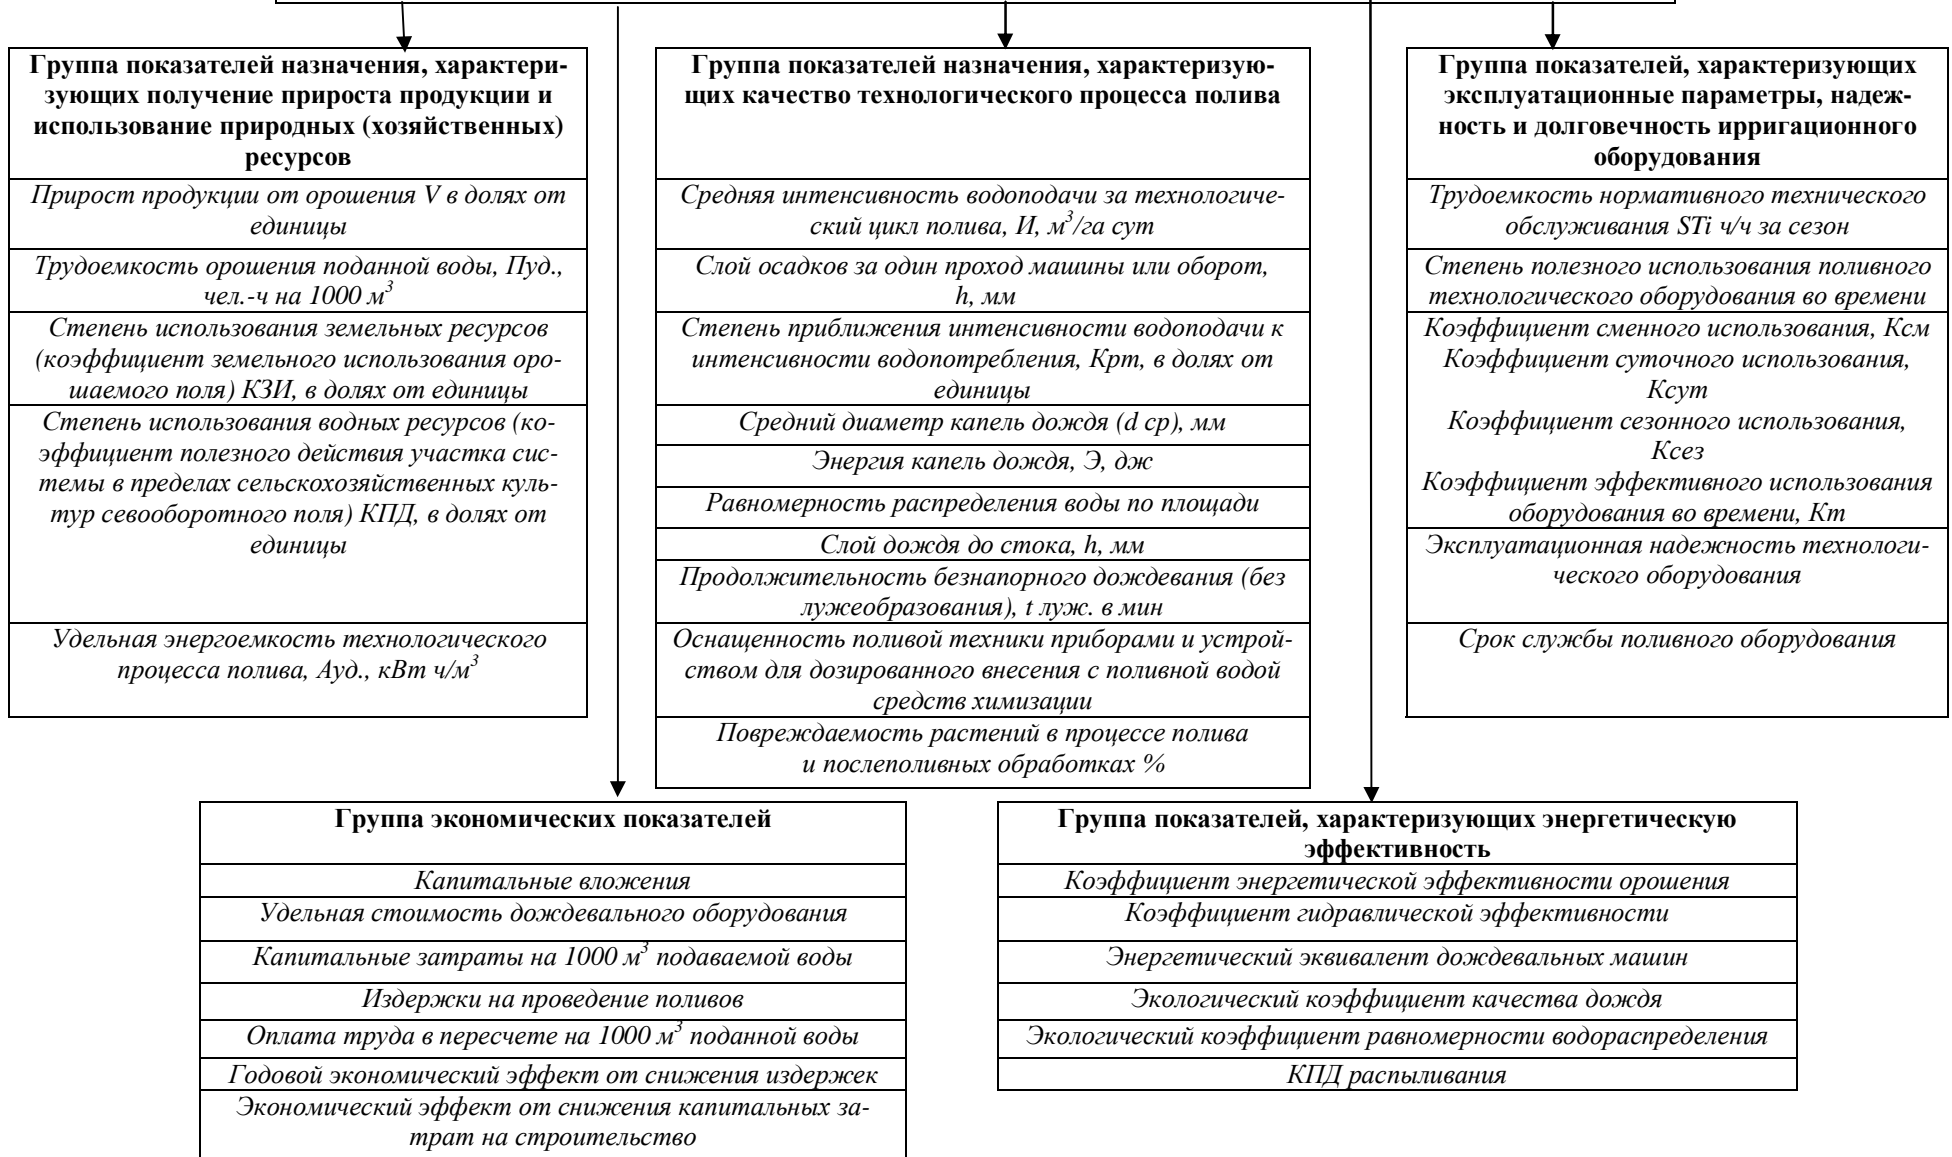 Группа показателей назначения, характери-
зующих получение прироста продукции и
использование природных (хозяйственных)
ресурсов
Прирост продукции от орошения V в долях от
единицы
Трудоемкость орошения поданной воды, Пуд.,
чел.-ч на 1000 м³
Степень использования земельных ресурсов
(коэффициент земельного использования оро-
шаемого поля) КЗИ, в долях от единицы
Степень использования водных ресурсов (ко-
эффициент полезного действия участка сис-
темы в пределах сельскохозяйственных куль-
тур севооборотного поля) КПД, в долях от
единицы
Удельная энергоемкость технологического
процесса полива, Ауд., кВт ч/м³
Группа показателей назначения, характеризую-
щих качество технологического процесса полива
Средняя интенсивность водоподачи за технологиче-
ский цикл полива, И, м³/га сут
Слой осадков за один проход машины или оборот,
h, мм
Степень приближения интенсивности водоподачи к
интенсивности водопотребления, Крт, в долях от
единицы
Средний диаметр капель дождя (d ср), мм
Энергия капель дождя, Э, дж
Равномерность распределения воды по площади
Слой дождя до стока, h, мм
Продолжительность безнапорного дождевания (без
лужеобразования), t луж. в мин
Оснащенность поливой техники приборами и устрой-
ством для дозированного внесения с поливной водой
средств химизации
Повреждаемость растений в процессе полива
и послеполивных обработках %
Группа показателей, характеризующих
эксплуатационные параметры, надеж-
ность и долговечность ирригационного
оборудования
Трудоемкость нормативного технического
обслуживания STi ч/ч за сезон
Степень полезного использования поливного
технологического оборудования во времени
Коэффициент сменного использования, Ксм
Коэффициент суточного использования,
Ксут
Коэффициент сезонного использования,
Ксез
Коэффициент эффективного использования
оборудования во времени, Кт
Эксплуатационная надежность технологи-
ческого оборудования
Срок службы поливного оборудования
Группа экономических показателей
Капитальные вложения
Удельная стоимость дождевального оборудования
Капитальные затраты на 1000 м³ подаваемой воды
Издержки на проведение поливов
Оплата труда в пересчете на 1000 м³ поданной воды
Годовой экономический эффект от снижения издержек
Экономический эффект от снижения капитальных за-
трат на строительство
Группа показателей, характеризующих энергетическую
эффективность
Коэффициент энергетической эффективности орошения
Коэффициент гидравлической эффективности
Энергетический эквивалент дождевальных машин
Экологический коэффициент качества дождя
Экологический коэффициент равномерности водораспределения
КПД распыливания